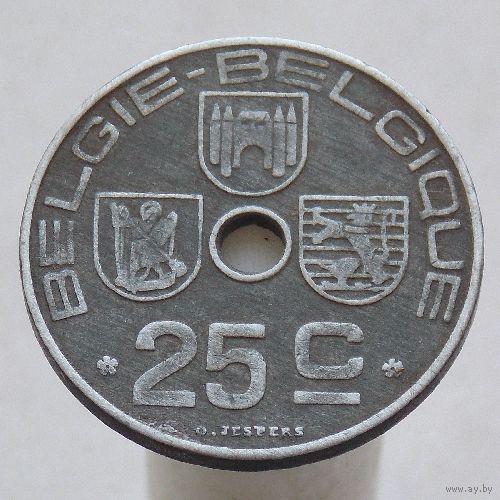 BELGIE-BELGIQUE
* 25 C *
O. JESPERS
www.ay.by